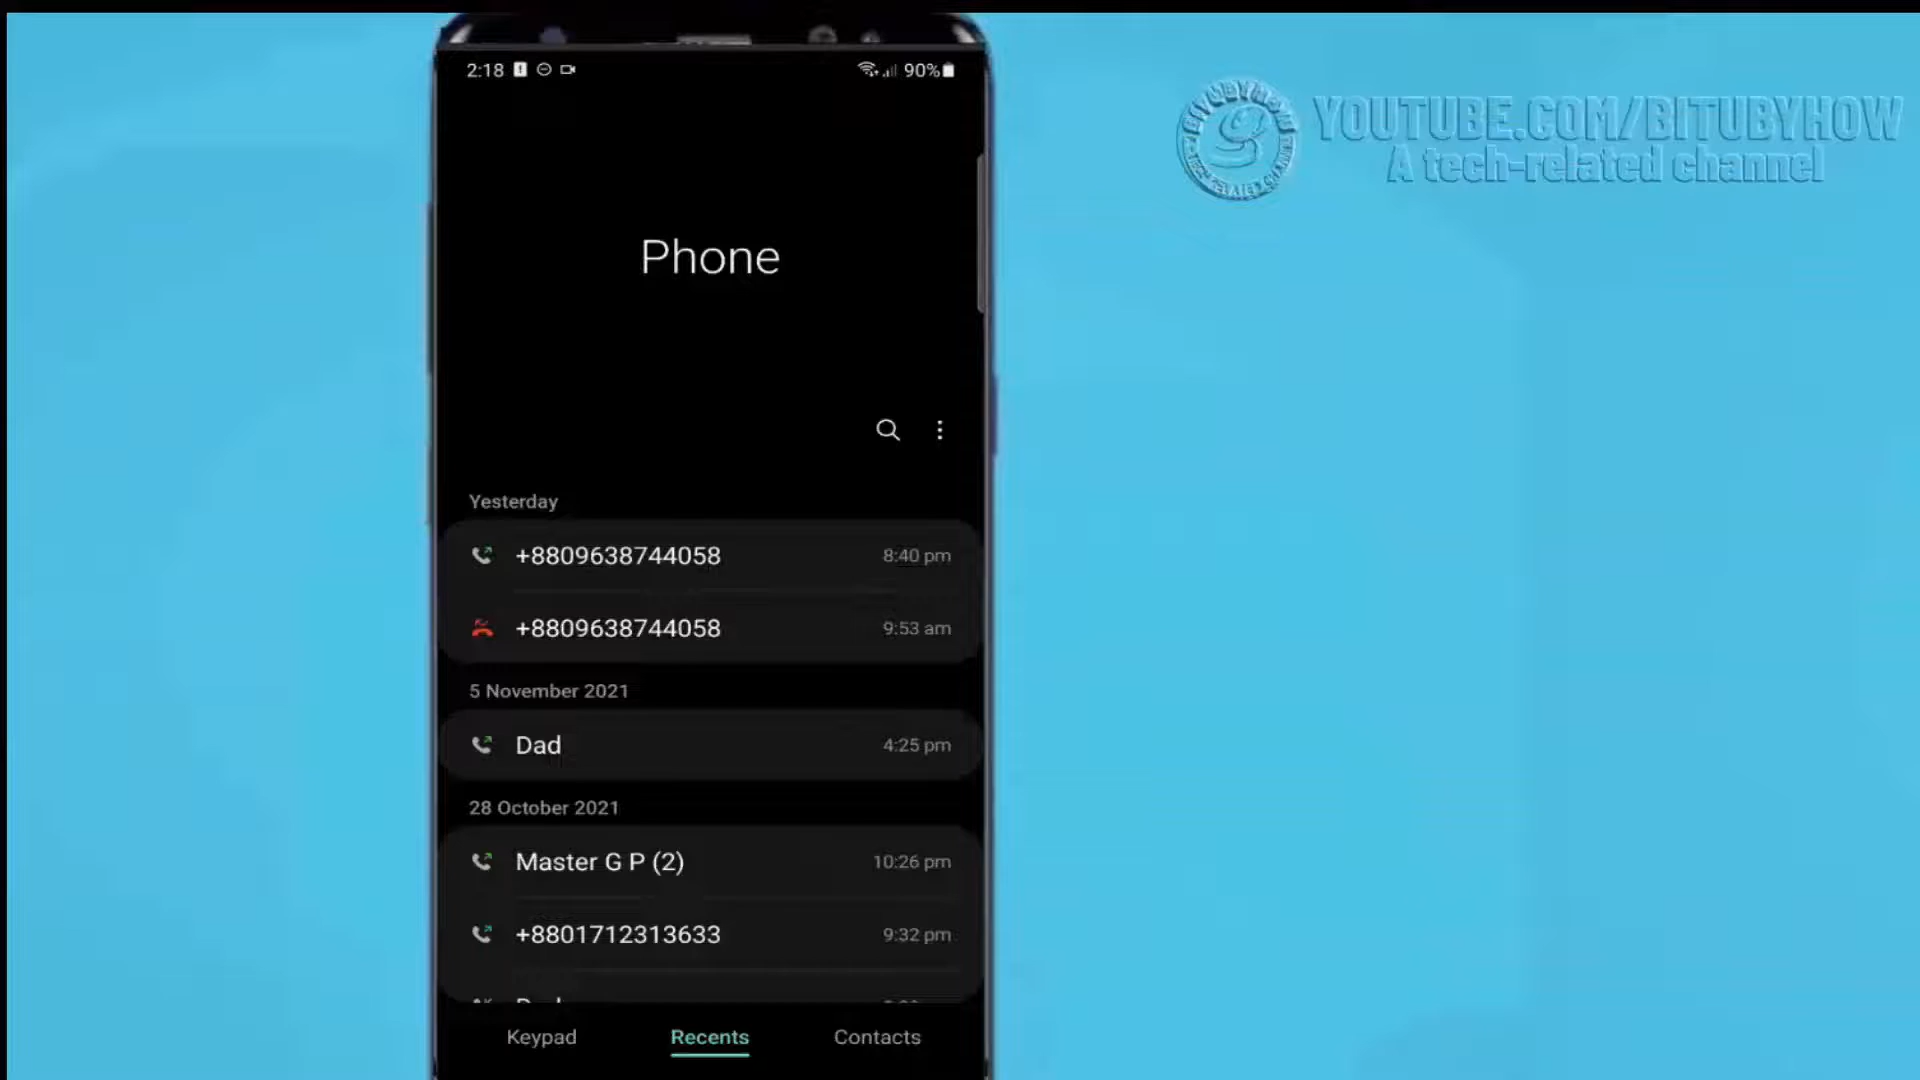 2:18
90%
YOUTUBE.COM/BITUBYHOW
A tech-related channel
BITUBYHOW
Phone
Yesterday
+8809638744058 8:40 pm
+8809638744058 9:53 am
5 November 2021
Dad 4:25 pm
28 October 2021
Master G P (2) 10:26 pm
+8801712313633 9:32 pm
Keypad Recents Contacts